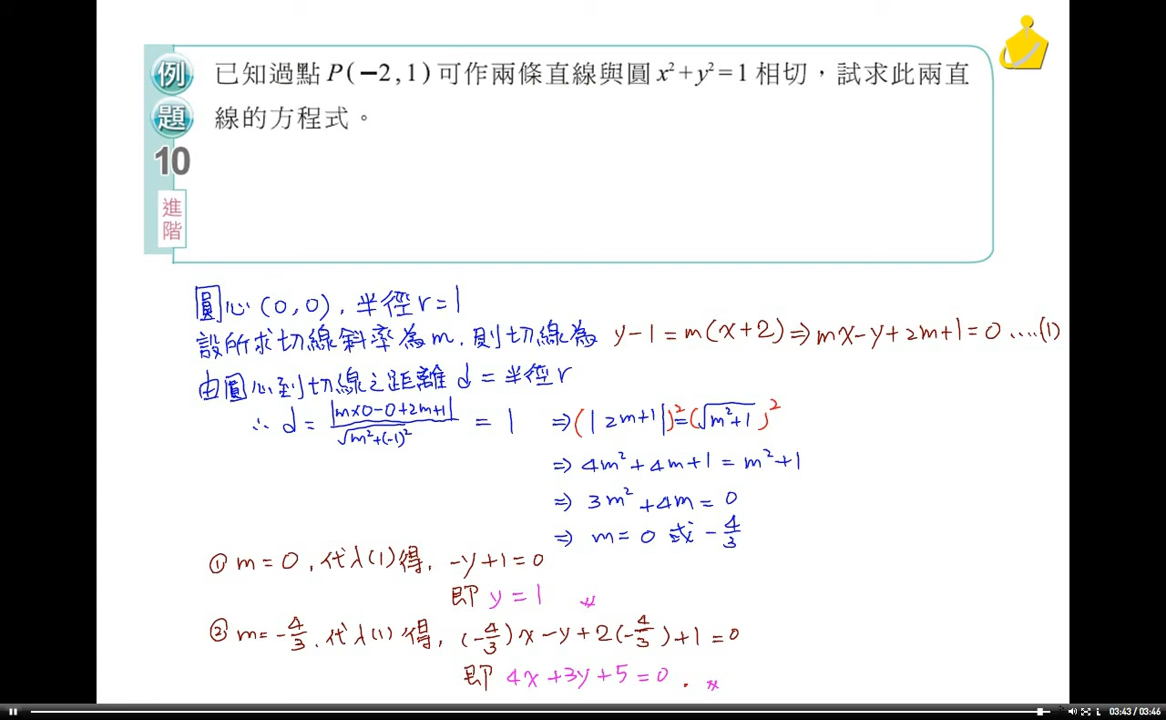 例題10
進階
已知過點 P(−2,1) 可作兩條直線與圓 x²+y²=1 相切，試求此兩直
線的方程式。
圓心(0,0), 半徑r=1
設所求切線斜率為m, 則切線為 y−1=m(x+2)⇒mx−y+2m+1=0 ....(1)
由圓心到切線之距離 d=半徑r
∴ d= |m×0−0+2m+1| / √(m²+(−1)²) = 1 ⇒(|2m+1|)²=(√(m²+1))²
⇒ 4m²+4m+1=m²+1
⇒ 3m²+4m=0
⇒ m=0 或 −4/3
① m=0, 代入(1)得, −y+1=0
即 y=1
② m=−4/3, 代入(1)得, (−4/3)x−y+2(−4/3)+1=0
即 4x+3y+5=0.
03:43 / 03:46